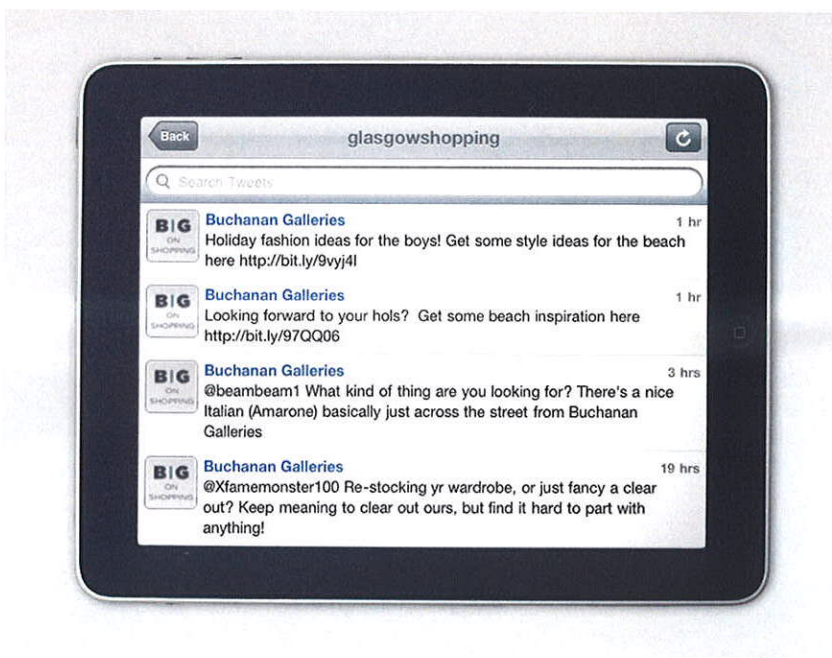 Back
glasgowshopping
Search Tweets
BIG
ON
SHOPPING
Buchanan Galleries
1 hr
Holiday fashion ideas for the boys! Get some style ideas for the beach
here http://bit.ly/9vyj4l
BIG
ON
SHOPPING
Buchanan Galleries
1 hr
Looking forward to your hols?  Get some beach inspiration here
http://bit.ly/97QQ06
BIG
ON
SHOPPING
Buchanan Galleries
3 hrs
@beambeam1 What kind of thing are you looking for? There's a nice
Italian (Amarone) basically just across the street from Buchanan
Galleries
BIG
ON
SHOPPING
Buchanan Galleries
19 hrs
@Xfamemonster100 Re-stocking yr wardrobe, or just fancy a clear
out? Keep meaning to clear out ours, but find it hard to part with
anything!